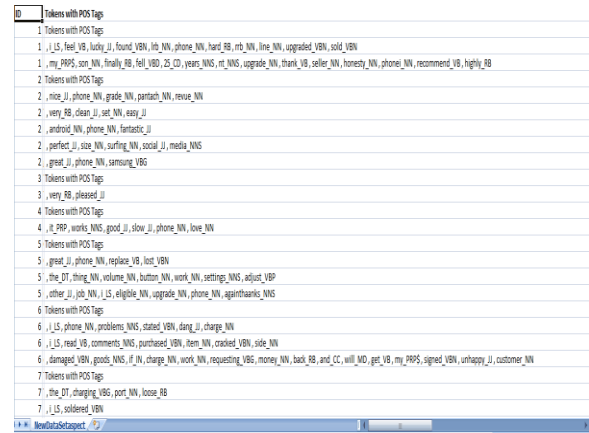 ID Tokens with POS Tags
1 Tokens with POS Tags
1 , i_LS, feel_VB, lucky_JJ, found_VBN, lrb_NN, phone_NN, hard_RB, rrb_NN, line_NN, upgraded_VBN, sold_VBN
1 , my_PRP$, son_NN, finally_RB, fell_VBD, 25_CD, years_NNS, nt_NNS, upgrade_NN, thank_VB, seller_NN, honesty_NN, phonei_NN, recommend_VB, highly_RB
2 Tokens with POS Tags
2 , nice_JJ, phone_NN, grade_NN, pantach_NN, revue_NN
2 , very_RB, clean_JJ, set_NN, easy_JJ
2 , android_NN, phone_NN, fantastic_JJ
2 , perfect_JJ, size_NN, surfing_NN, social_JJ, media_NNS
2 , great_JJ, phone_NN, samsung_VBG
3 Tokens with POS Tags
3 , very_RB, pleased_JJ
4 Tokens with POS Tags
4 , it_PRP, works_NNS, good_JJ, slow_JJ, phone_NN, love_NN
5 Tokens with POS Tags
5 , great_JJ, phone_NN, replace_VB, lost_VBN
5 , the_DT, thing_NN, volume_NN, button_NN, work_NN, settings_NNS, adjust_VBP
5 , other_JJ, job_NN, i_LS, eligible_NN, upgrade_NN, phone_NN, againthaanks_NNS
6 Tokens with POS Tags
6 , i_LS, phone_NN, problems_NNS, stated_VBN, dang_JJ, charge_NN
6 , i_LS, read_VB, comments_NNS, purchased_VBN, item_NN, cracked_VBN, side_NN
6 , damaged_VBN, goods_NNS, if_IN, charge_NN, work_NN, requesting_VBG, money_NN, back_RB, and_CC, will_MD, get_VB, my_PRP$, signed_VBN, unhappy_JJ, customer_NN
7 Tokens with POS Tags
7 , the_DT, charging_VBG, port_NN, loose_RB
7 , i_LS, soldered_VBN
NewDataSetaspect